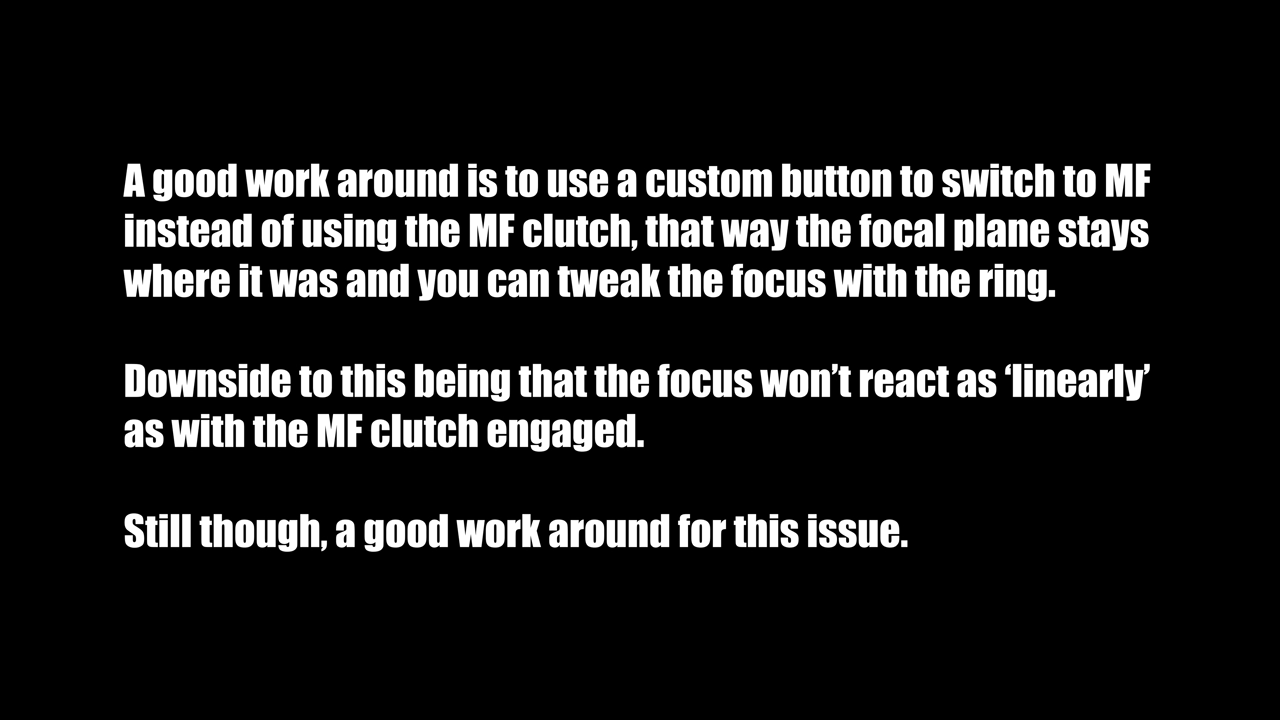 A good work around is to use a custom button to switch to MF
instead of using the MF clutch, that way the focal plane stays
where it was and you can tweak the focus with the ring.
Downside to this being that the focus won’t react as ‘linearly’
as with the MF clutch engaged.
Still though, a good work around for this issue.